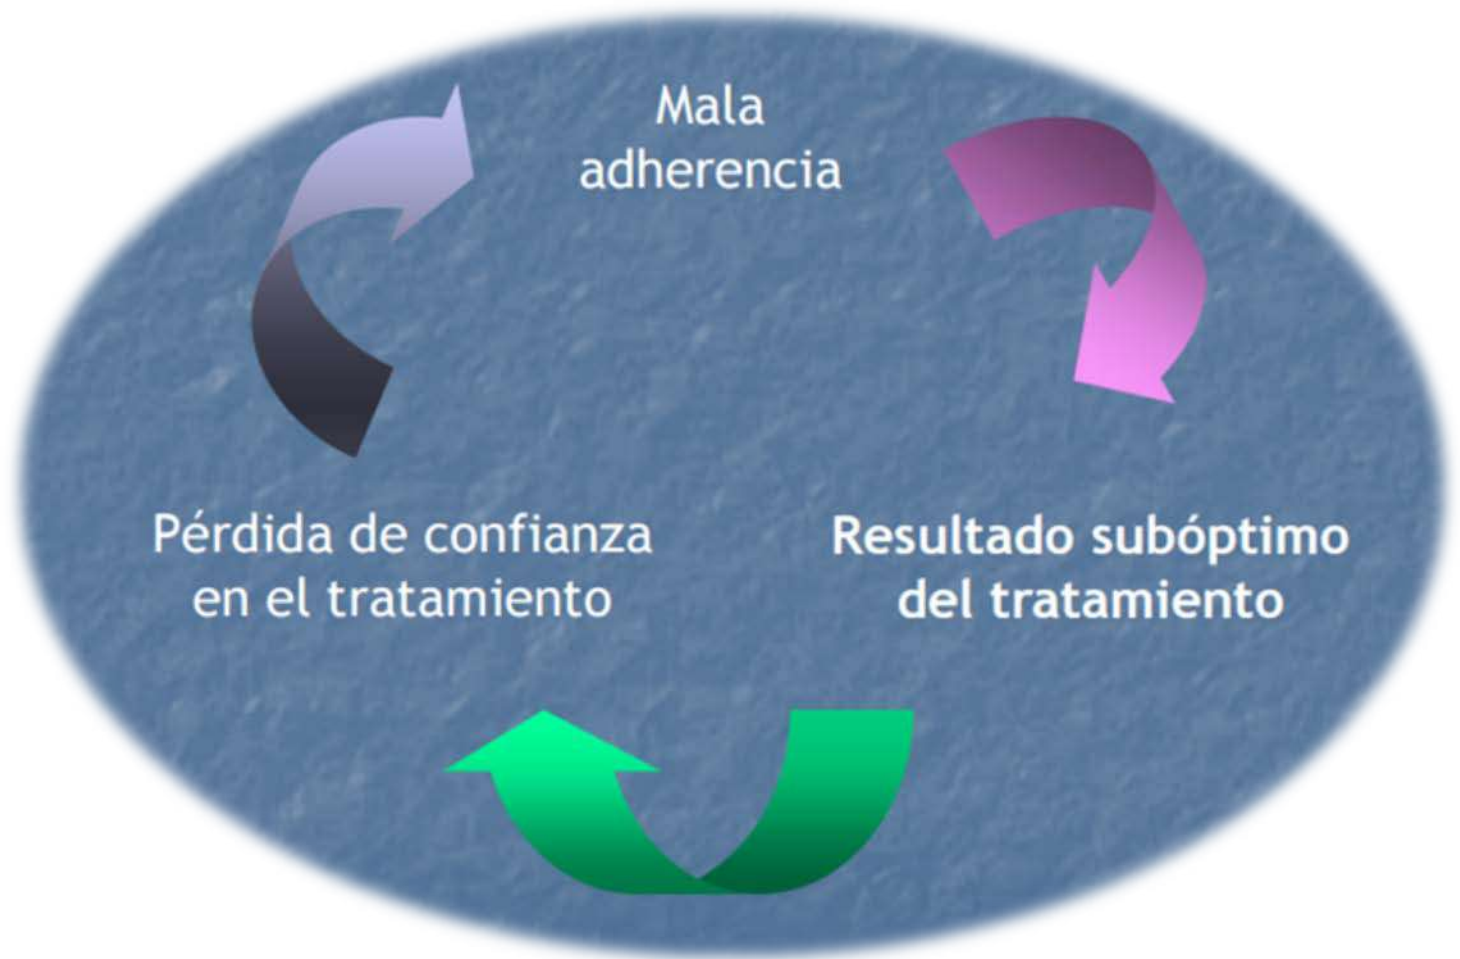 Mala
adherencia
Pérdida de confianza
en el tratamiento
Resultado subóptimo
del tratamiento